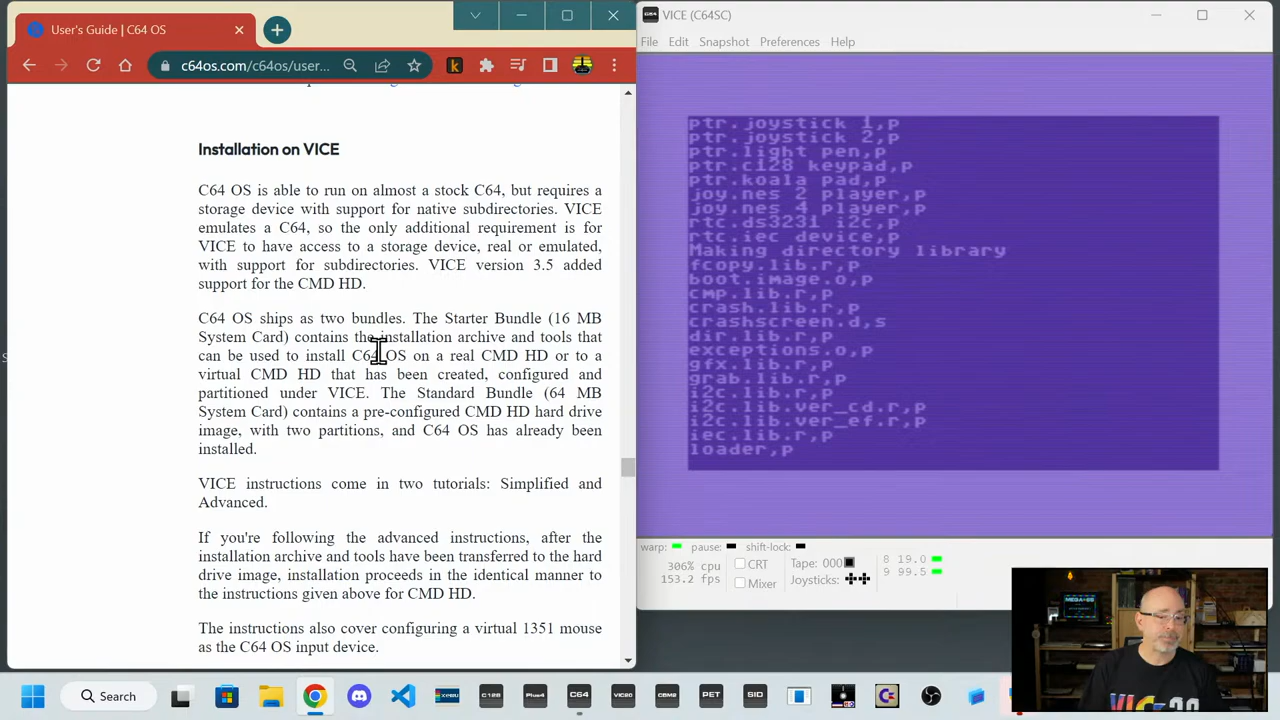 User's Guide | C64 OS
c64os.com/c64os/user...
Installation on VICE
C64 OS is able to run on almost a stock C64, but requires a
storage device with support for native subdirectories. VICE
emulates a C64, so the only additional requirement is for
VICE to have access to a storage device, real or emulated,
with support for subdirectories. VICE version 3.5 added
support for the CMD HD.
C64 OS ships as two bundles. The Starter Bundle (16 MB
System Card) contains the installation archive and tools that
can be used to install C64 OS on a real CMD HD or to a
virtual CMD HD that has been created, configured and
partitioned under VICE. The Standard Bundle (64 MB
System Card) contains a pre-configured CMD HD hard drive
image, with two partitions, and C64 OS has already been
installed.
VICE instructions come in two tutorials: Simplified and
Advanced.
If you're following the advanced instructions, after the
installation archive and tools have been transferred to the hard
drive image, installation proceeds in the identical manner to
the instructions given above for CMD HD.
The instructions also cover configuring a virtual 1351 mouse
as the C64 OS input device.
VICE (C64SC)
File Edit Snapshot Preferences Help
ptr.joystick 1,p
ptr.joystick 2,p
ptr.light pen,p
ptr.c128 keypad,p
ptr.koala pad,p
joy.nes 2 player,p
joy.nes 4 player,p
rtc.ds3231 i2c,p
rtc.iec device,p
Making directory library
fcopy.lib.r,p
boot.image.o,p
cmp.lib.r,p
crash.lib.r,p
crashscreen.d,s
dir.lib.r,p
exceptions.o,p
gfx.lib.r,p
grab.lib.r,p
i2c.lib.r,p
i2c.lib.ver_cd.r,p
i2c.lib.ver_ef.r,p
iec.lib.r,p
loader,p
warp: pause: shift-lock:
306% cpu
153.2 fps
CRT
Mixer
Tape: 000
Joysticks:
8 19.0
9 99.5
MEGA65
Search
C128
Plus4
C64
VIC20
CBM2
PET
SID